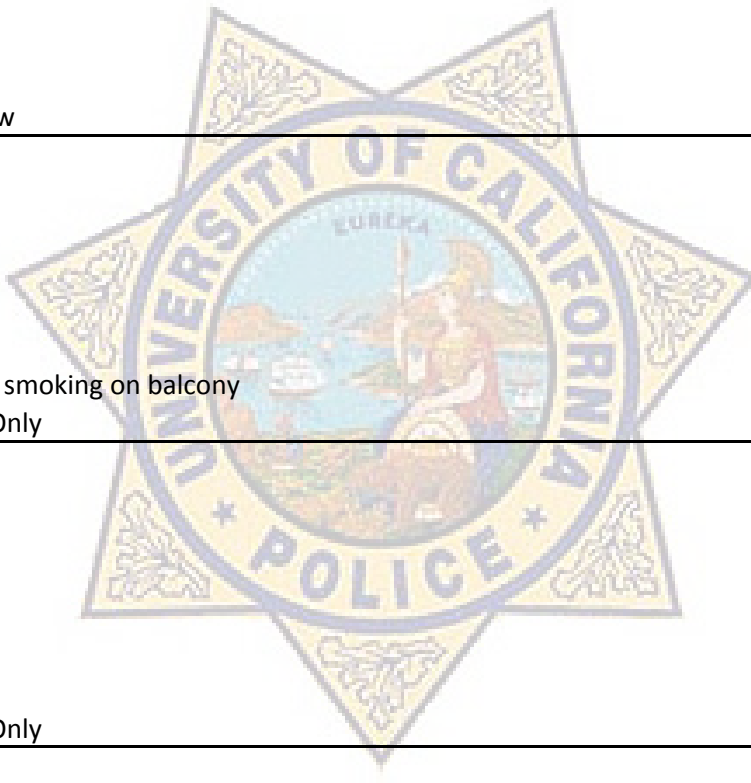 w
UNIVERSITY OF CALIFORNIA
EUREKA
smoking on balcony
Only
★ POLICE ★
Only